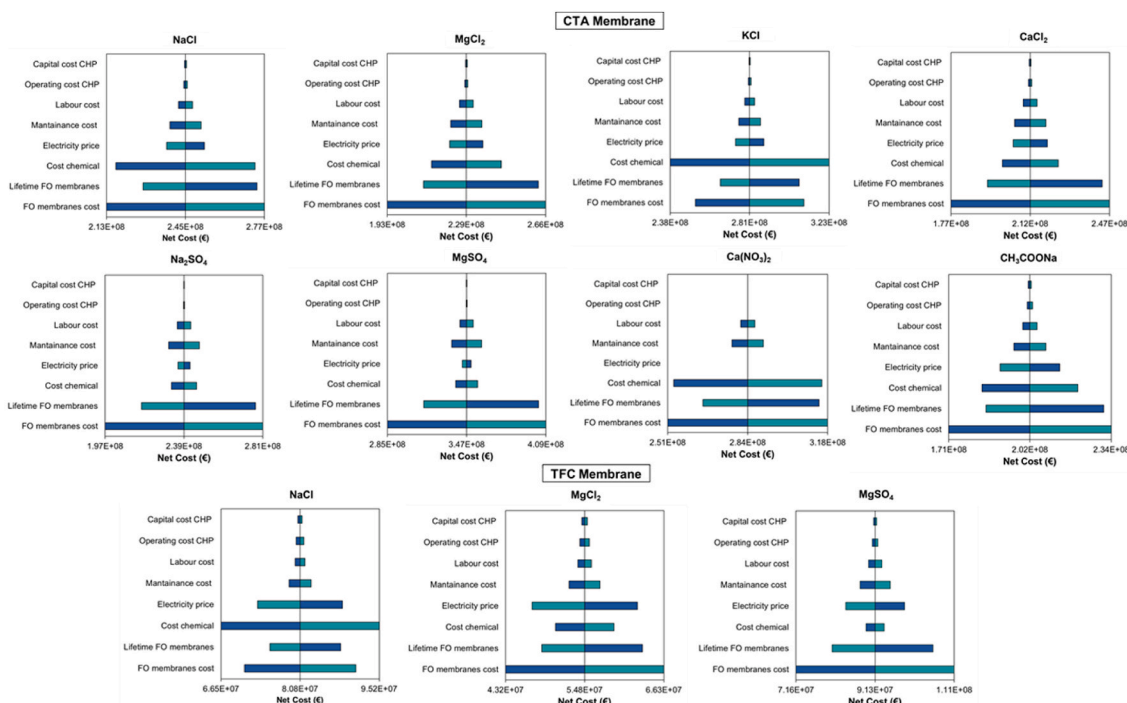 CTA Membrane
NaCl
Capital cost CHP
Operating cost CHP
Labour cost
Mantainance cost
Electricity price
Cost chemical
Lifetime FO membranes
FO membranes cost
2.13E+08 2.45E+08 2.77E+08
Net Cost (€)
MgCl₂
Capital cost CHP
Operating cost CHP
Labour cost
Mantainance cost
Electricity price
Cost chemical
Lifetime FO membranes
FO membranes cost
1.93E+08 2.29E+08 2.66E+08
Net Cost (€)
KCl
Capital cost CHP
Operating cost CHP
Labour cost
Mantainance cost
Electricity price
Cost chemical
Lifetime FO membranes
FO membranes cost
2.38E+08 2.81E+08 3.23E+08
Net Cost (€)
CaCl₂
Capital cost CHP
Operating cost CHP
Labour cost
Mantainance cost
Electricity price
Cost chemical
Lifetime FO membranes
FO membranes cost
1.77E+08 2.12E+08 2.47E+08
Net Cost (€)
Na₂SO₄
Capital cost CHP
Operating cost CHP
Labour cost
Mantainance cost
Electricity price
Cost chemical
Lifetime FO membranes
FO membranes cost
1.97E+08 2.39E+08 2.81E+08
Net Cost (€)
MgSO₄
Capital cost CHP
Operating cost CHP
Labour cost
Mantainance cost
Electricity price
Cost chemical
Lifetime FO membranes
FO membranes cost
2.85E+08 3.47E+08 4.09E+08
Net Cost (€)
Ca(NO₃)₂
Capital cost CHP
Operating cost CHP
Labour cost
Mantainance cost
Electricity price
Cost chemical
Lifetime FO membranes
FO membranes cost
2.51E+08 2.84E+08 3.18E+08
Net Cost (€)
CH₃COONa
Capital cost CHP
Operating cost CHP
Labour cost
Mantainance cost
Electricity price
Cost chemical
Lifetime FO membranes
FO membranes cost
1.71E+08 2.02E+08 2.34E+08
Net Cost (€)
TFC Membrane
NaCl
Capital cost CHP
Operating cost CHP
Labour cost
Mantainance cost
Electricity price
Cost chemical
Lifetime FO membranes
FO membranes cost
6.65E+07 8.08E+07 9.52E+07
Net Cost (€)
MgCl₂
Capital cost CHP
Operating cost CHP
Labour cost
Mantainance cost
Electricity price
Cost chemical
Lifetime FO membranes
FO membranes cost
4.32E+07 5.48E+07 6.63E+07
Net Cost (€)
MgSO₄
Capital cost CHP
Operating cost CHP
Labour cost
Mantainance cost
Electricity price
Cost chemical
Lifetime FO membranes
FO membranes cost
7.16E+07 9.13E+07 1.11E+08
Net Cost (€)